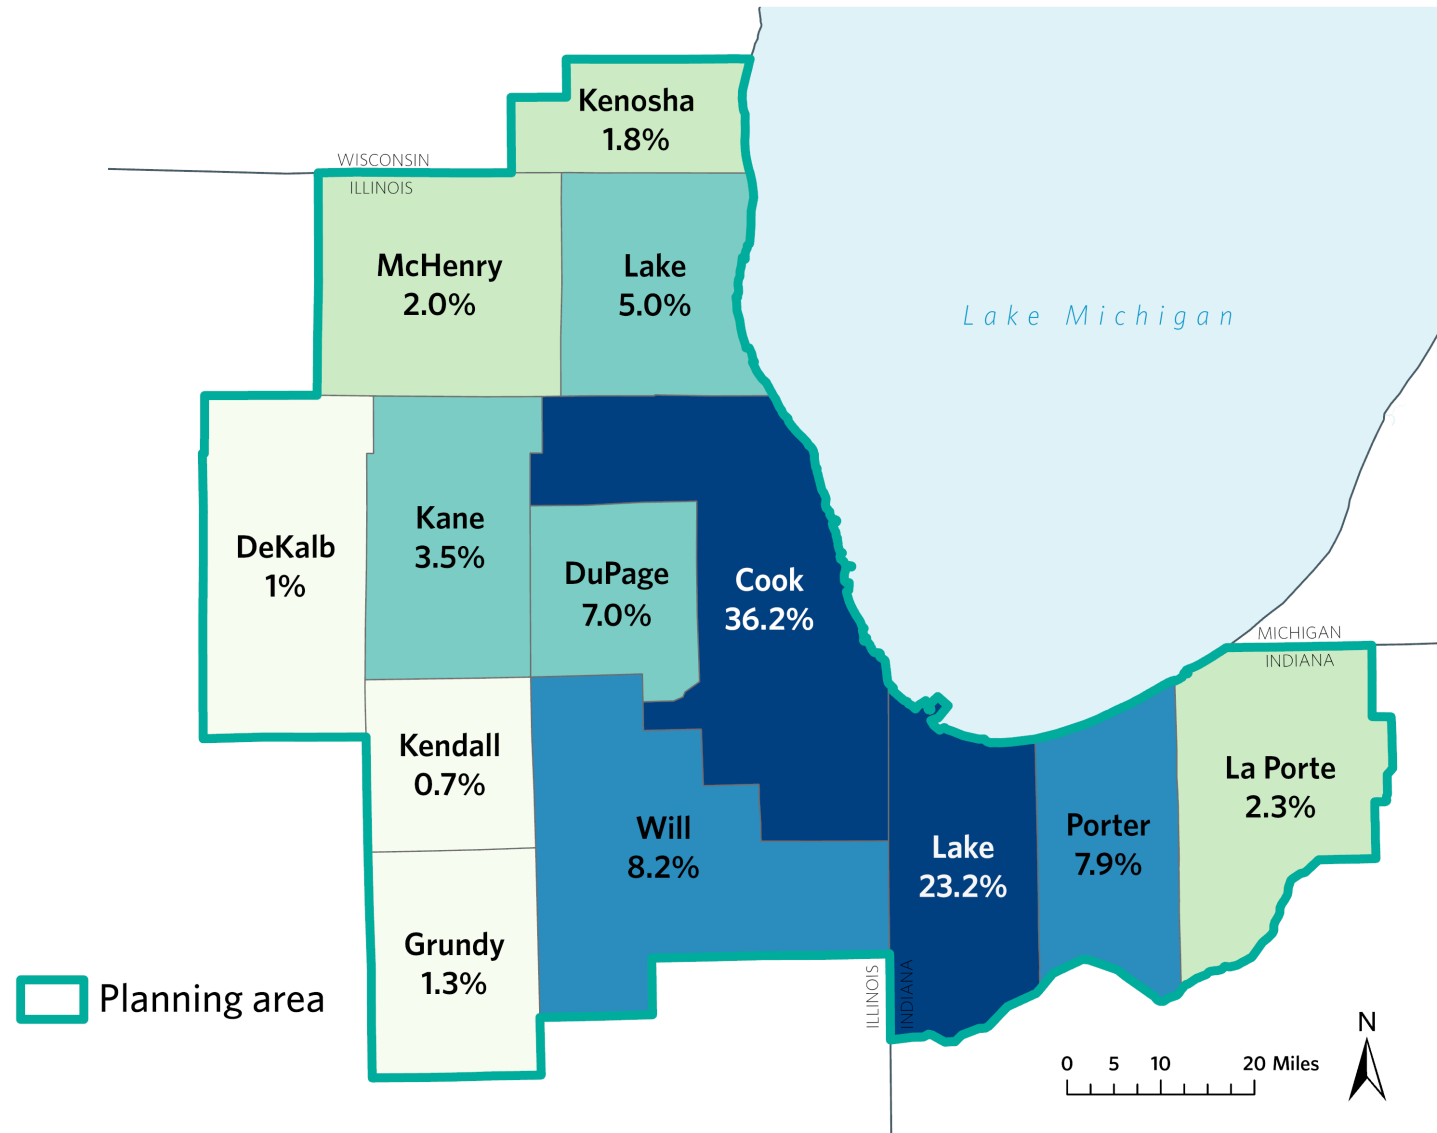 Kenosha
1.8%
WISCONSIN
ILLINOIS
McHenry
2.0%
Lake
5.0%
Lake Michigan
DeKalb
1%
Kane
3.5%
DuPage
7.0%
Cook
36.2%
MICHIGAN
INDIANA
Kendall
0.7%
Will
8.2%
Lake
23.2%
Porter
7.9%
La Porte
2.3%
Grundy
1.3%
ILLINOIS
INDIANA
Planning area
N
0 5 10 20 Miles